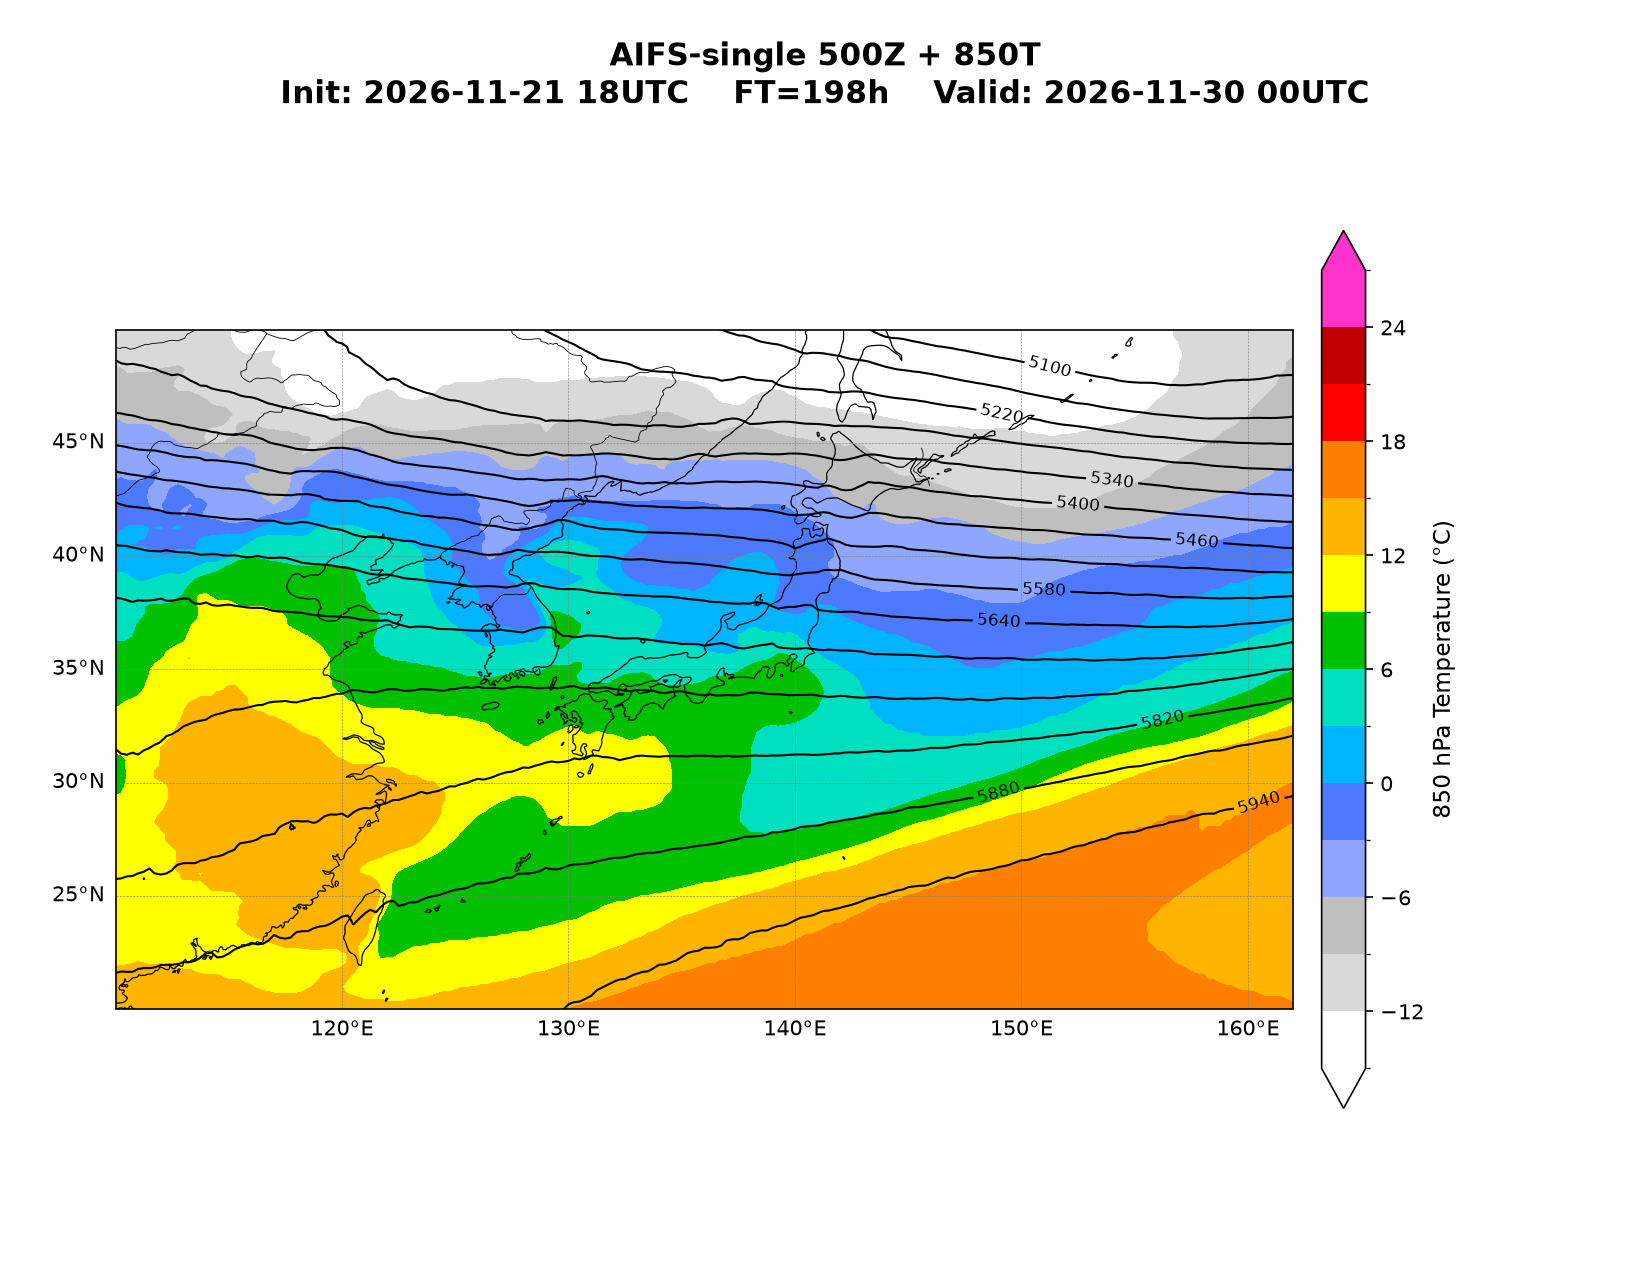 AIFS-single 500Z + 850T
Init: 2026-11-21 18UTC    FT=198h    Valid: 2026-11-30 00UTC
24
18
12
6
0
−6
−12
850 hPa Temperature (°C)
45°N
40°N
35°N
30°N
25°N
5100
5220
5340
5400
5460
5580
5640
5820
5880
5940
120°E
130°E
140°E
150°E
160°E